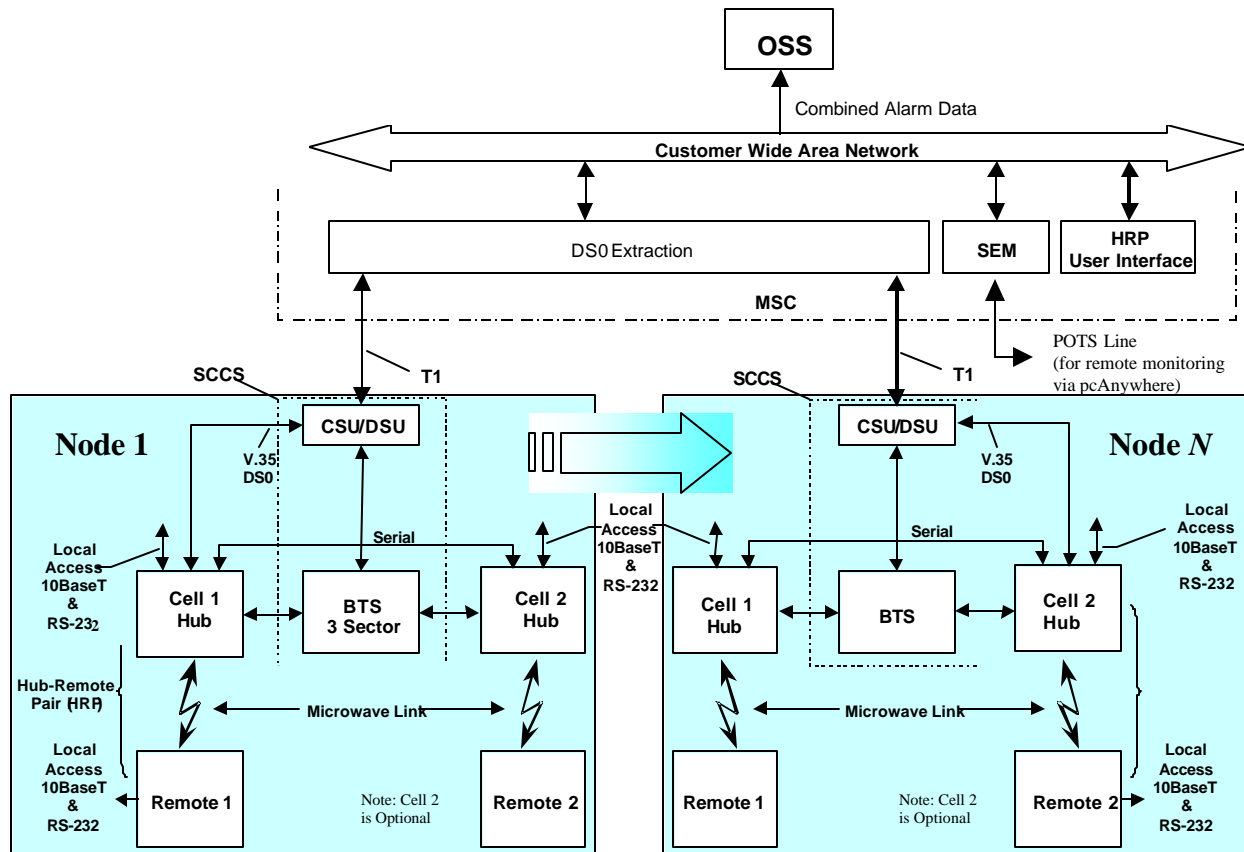 OSS
Combined Alarm Data
Customer Wide Area Network
DS0 Extraction
SEM
HRP
User Interface
MSC
POTS Line
(for remote monitoring
via pcAnywhere)
T1
T1
SCCS
SCCS
Node 1
CSU/DSU
V.35
DS0
Local
Access
10BaseT
&
RS-232
Serial
Cell 1
Hub
BTS
3 Sector
Cell 2
Hub
Hub-Remote
Pair (HRP)
Microwave Link
Local
Access
10BaseT
&
RS-232
Remote 1
Note: Cell 2
is Optional
Remote 2
Local
Access
10BaseT
&
RS-232
Node N
CSU/DSU
V.35
DS0
Local
Access
10BaseT
&
RS-232
Serial
Cell 1
Hub
BTS
Cell 2
Hub
Microwave Link
Remote 1
Note: Cell 2
is Optional
Remote 2
Local
Access
10BaseT
&
RS-232